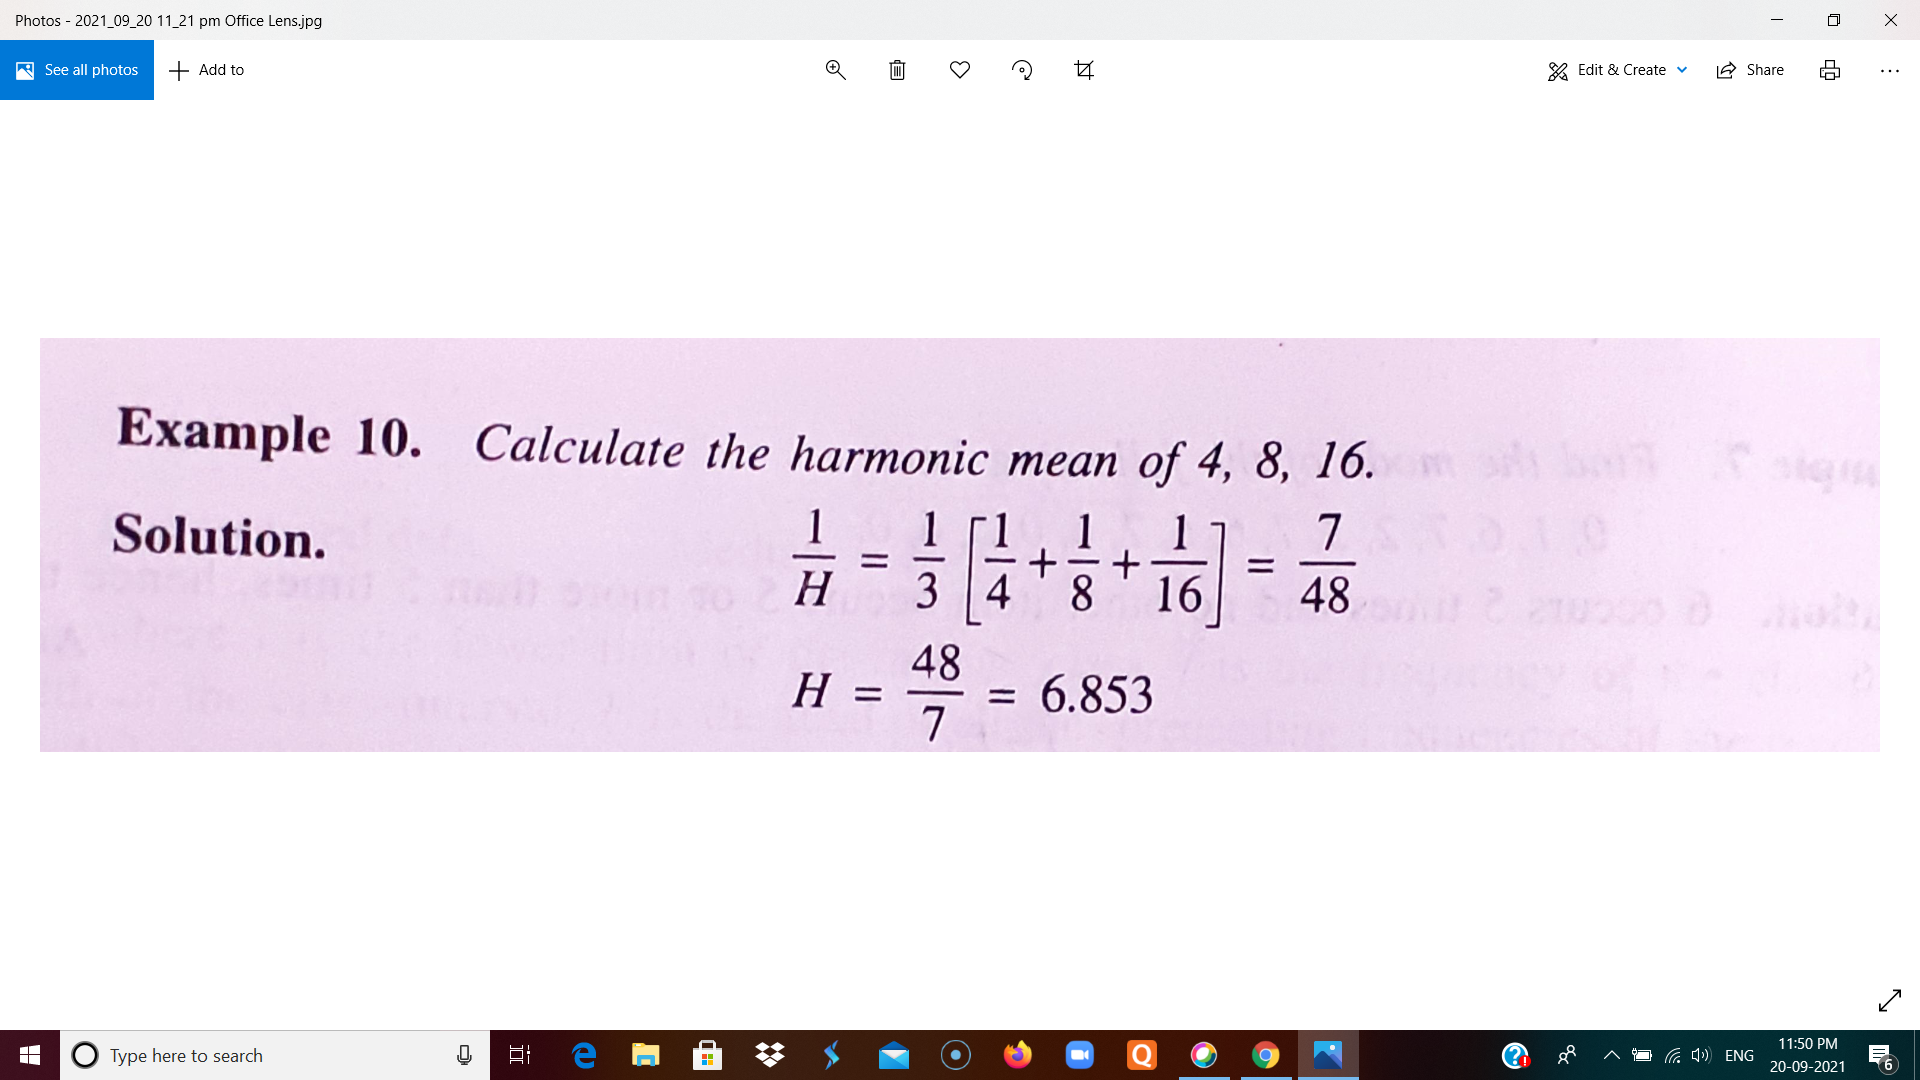 Photos - 2021_09_20 11_21 pm Office Lens.jpg
See all photos
Add to
Edit & Create
Share
Example 10. Calculate the harmonic mean of 4, 8, 16.
Solution. 1/H = 1/3 [1/4 + 1/8 + 1/16] = 7/48
H = 48/7 = 6.853
Type here to search
ENG
11:50 PM
20-09-2021
6